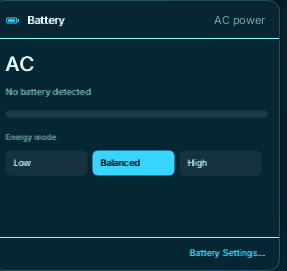 Battery AC power
AC
No battery detected
Energy mode
Low Balanced High
Battery Settings...